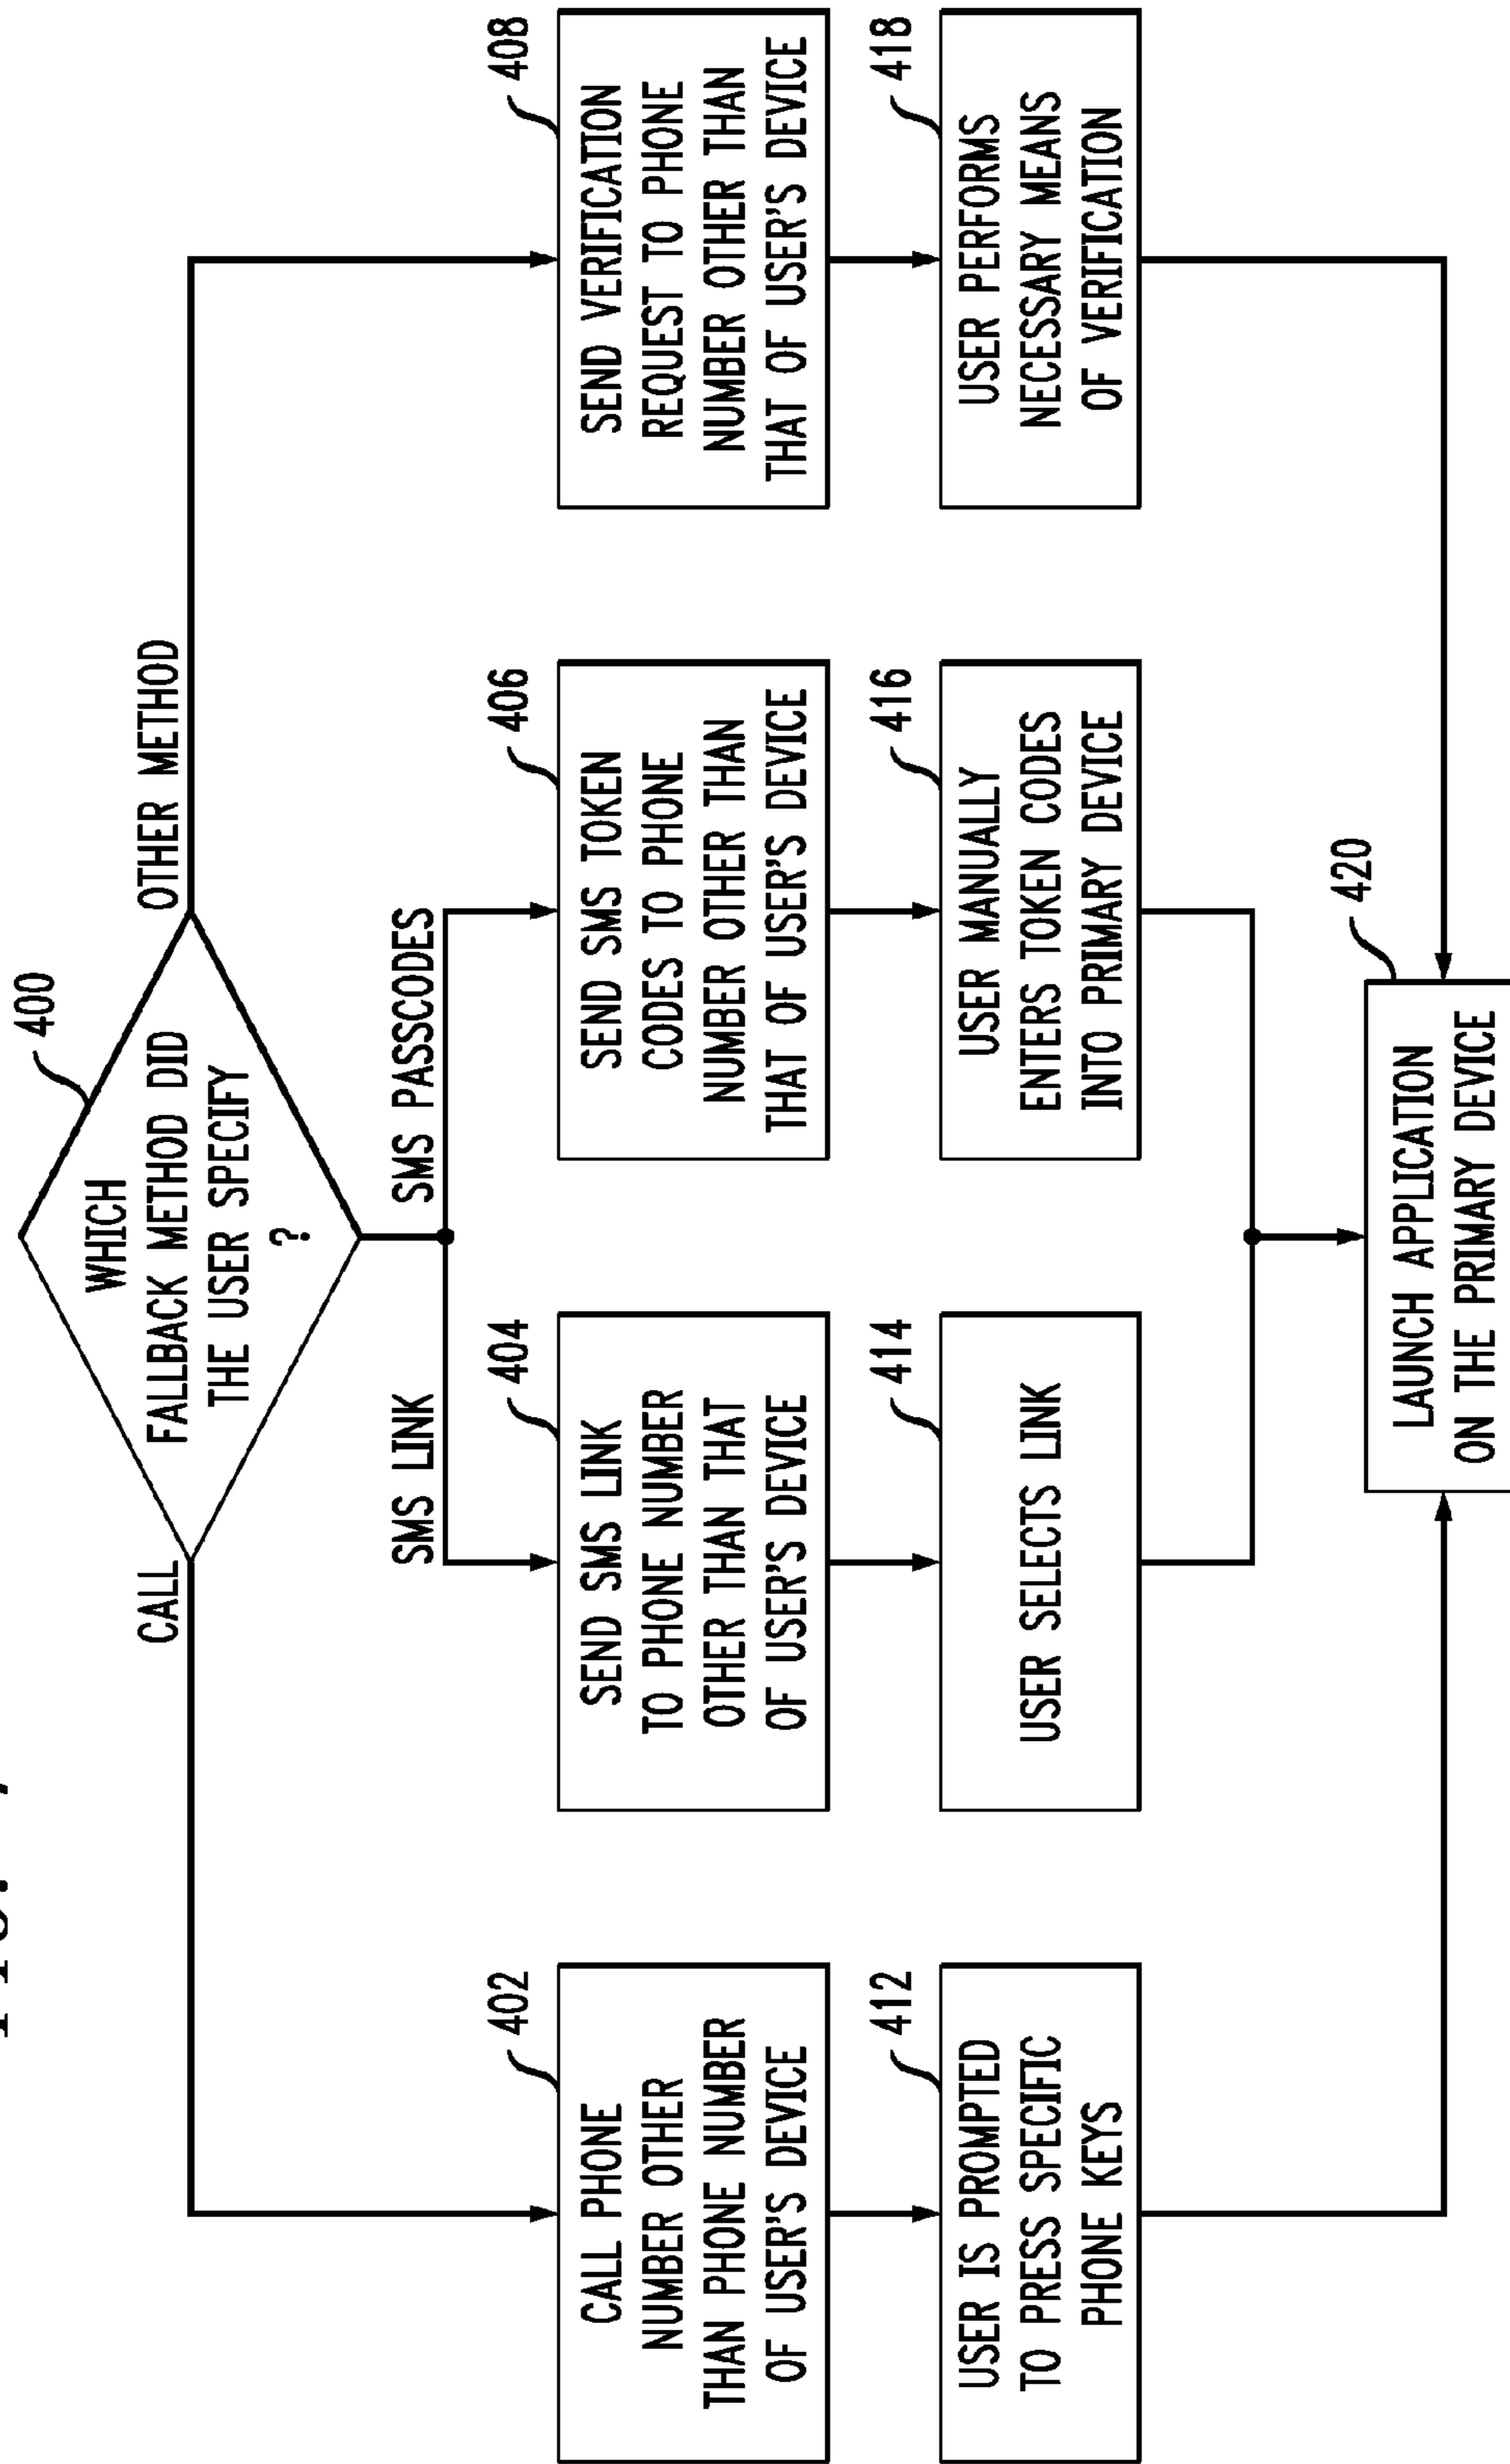 400
WHICH
FALLBACK METHOD DID
THE USER SPECIFY
?
CALL
OTHER METHOD
SMS LINK
SMS PASSCODES
402
CALL PHONE
NUMBER OTHER
THAN PHONE NUMBER
OF USER'S DEVICE
404
SEND SMS LINK
TO PHONE NUMBER
OTHER THAN THAT
OF USER'S DEVICE
406
SEND SMS TOKEN
CODES TO PHONE
NUMBER OTHER THAN
THAT OF USER'S DEVICE
408
SEND VERIFICATION
REQUEST TO PHONE
NUMBER OTHER THAN
THAT OF USER'S DEVICE
412
USER IS PROMPTED
TO PRESS SPECIFIC
PHONE KEYS
414
USER SELECTS LINK
416
USER MANUALLY
ENTERS TOKEN CODES
INTO PRIMARY DEVICE
418
USER PERFORMS
NECESSARY MEANS
OF VERIFICATION
420
LAUNCH APPLICATION
ON THE PRIMARY DEVICE